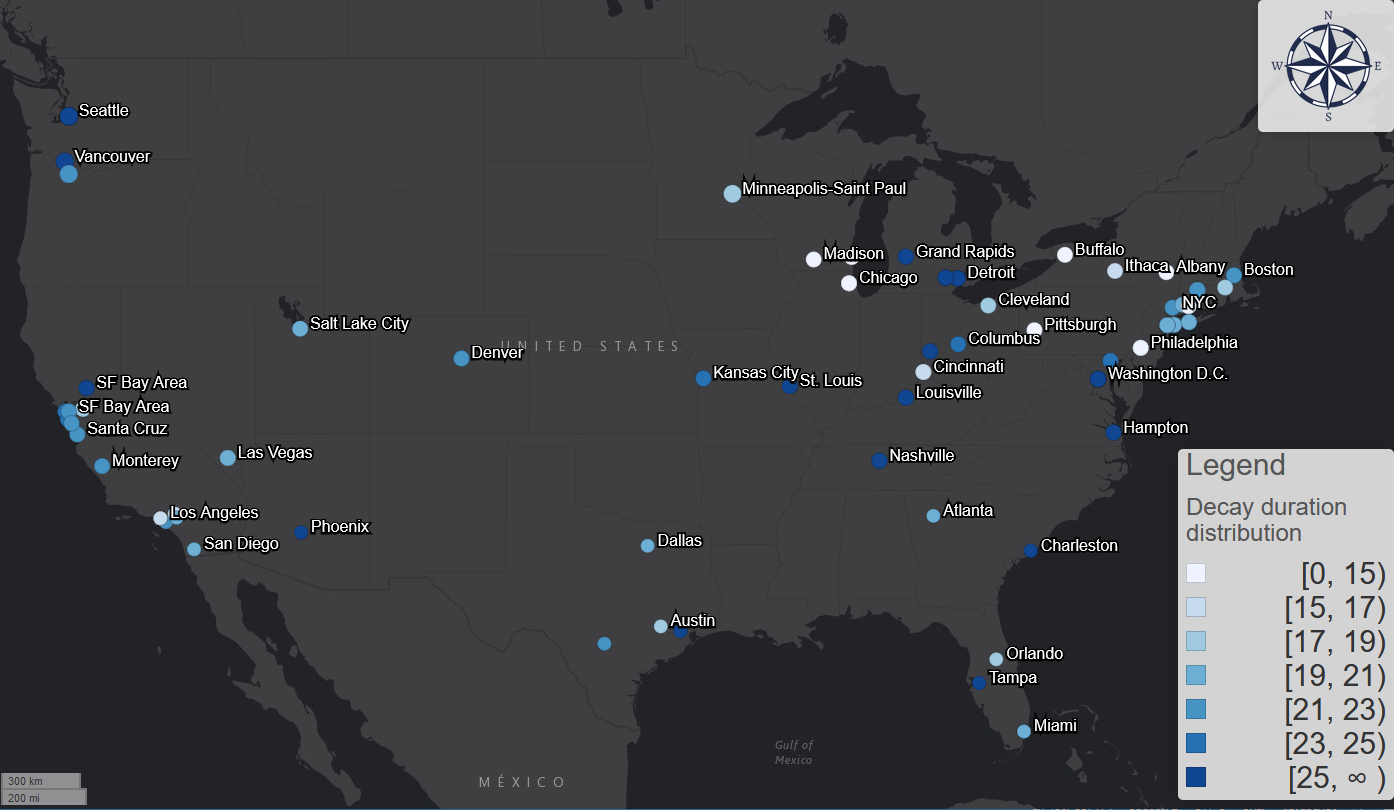 N
W E
S
Seattle
Vancouver
Minneapolis-Saint Paul
Madison
Grand Rapids
Buffalo
Ithaca
Albany
Boston
Chicago
Detroit
Cleveland
NYC
Salt Lake City
Pittsburgh
Columbus
Philadelphia
UNITED STATES
Denver
Cincinnati
Kansas City
St. Louis
Washington D.C.
SF Bay Area
Louisville
SF Bay Area
Santa Cruz
Hampton
Las Vegas
Monterey
Nashville
Los Angeles
Atlanta
Phoenix
San Diego
Dallas
Charleston
Austin
Orlando
Tampa
Miami
Gulf of
Mexico
MÉXICO
300 km
200 mi
Legend
Decay duration
distribution
[0, 15)
[15, 17)
[17, 19)
[19, 21)
[21, 23)
[23, 25)
[25, ∞ )